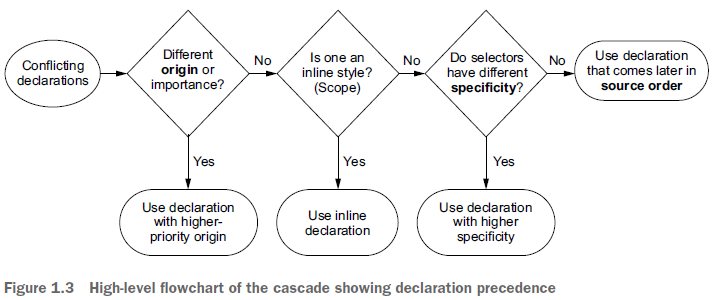 Conflicting
declarations
Different
origin or
importance?
No
Is one an
inline style?
(Scope)
No
Do selectors
have different
specificity?
No
Use declaration
that comes later in
source order
Yes
Yes
Yes
Use declaration
with higher-
priority origin
Use inline
declaration
Use declaration
with higher
specificity
Figure 1.3 High-level flowchart of the cascade showing declaration precedence